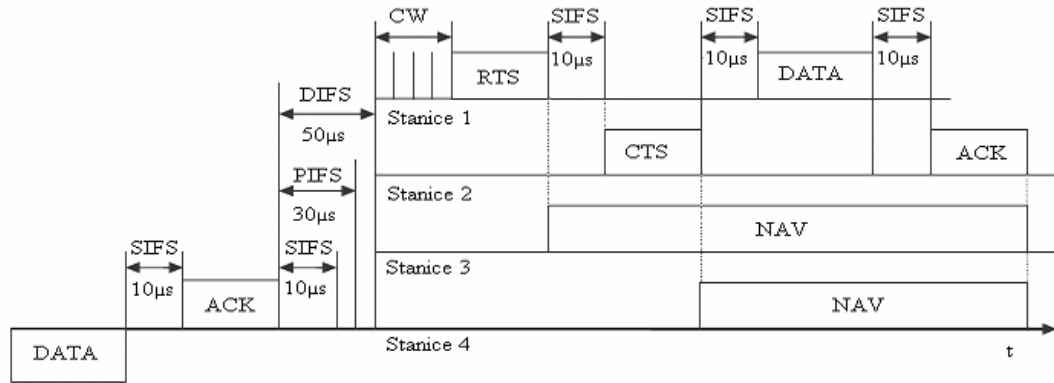 CW SIFS SIFS SIFS
10µs 10µs 10µs
RTS DATA
DIFS
50µs
Stanice 1
CTS ACK
PIFS
30µs
Stanice 2
NAV
SIFS SIFS
10µs 10µs
Stanice 3
ACK NAV
DATA
Stanice 4 t